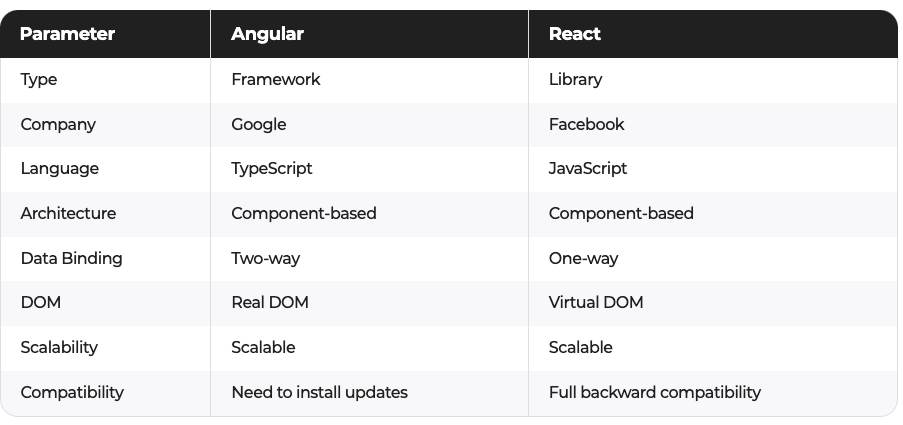 Parameter Angular React
Type Framework Library
Company Google Facebook
Language TypeScript JavaScript
Architecture Component-based Component-based
Data Binding Two-way One-way
DOM Real DOM Virtual DOM
Scalability Scalable Scalable
Compatibility Need to install updates Full backward compatibility